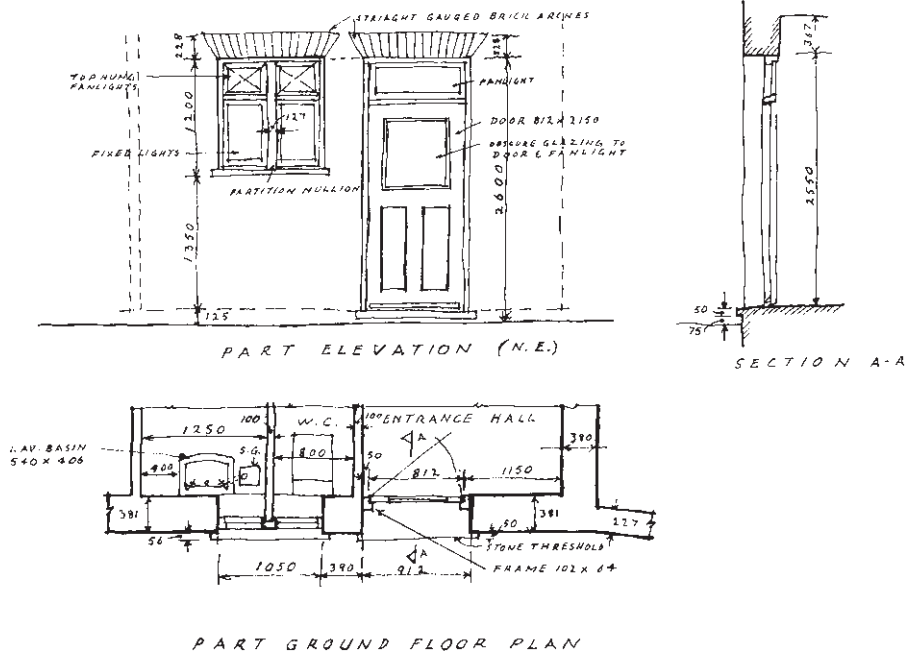 STRIAGHT GAUGED BRICK ARCHES
228
228
367
TOP HUNG
FANLIGHTS
FANLIGHT
1200
127
DOOR 812 X 2150
OBSCURE GLAZING TO
DOOR & FANLIGHT
FIXED LIGHTS
PARTITION MULLION
2600
2550
1350
125
50
75
PART ELEVATION (N.E.)
SECTION A-A
100
W.C.
100
ENTRANCE HALL
1250
A
380
LAV. BASIN
540 X 406
S.G.
800
50
812
1150
400
381
50
381
227
56
STONE THRESHOLD
A
FRAME 102 X 64
1050
390
912
PART GROUND FLOOR PLAN